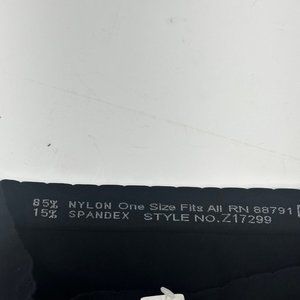 85% NYLON One Size Fits All RN 88791
15% SPANDEX STYLE NO.Z17299